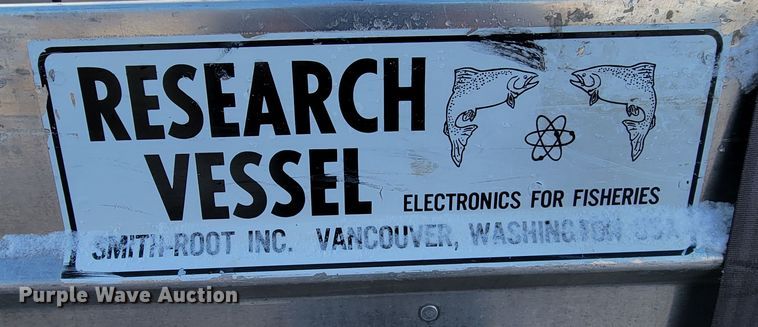 RESEARCH
VESSEL
ELECTRONICS FOR FISHERIES
SMITH-ROOT INC. VANCOUVER, WASHINGTON USA
Purple Wave Auction